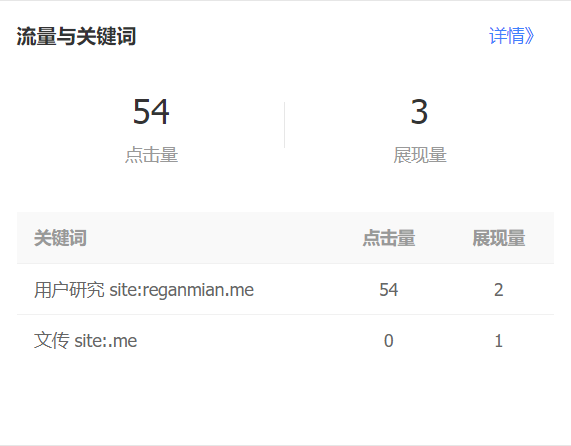 流量与关键词 详情》
54 3
点击量 展现量
关键词 点击量 展现量
用户研究 site:reganmian.me 54 2
文传 site:.me 0 1